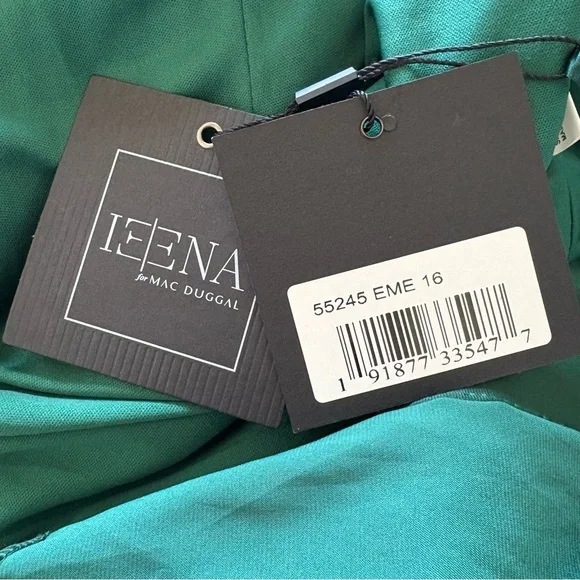 IEENA
for MAC DUGGAL
55245 EME 16
1 91877 33547 7